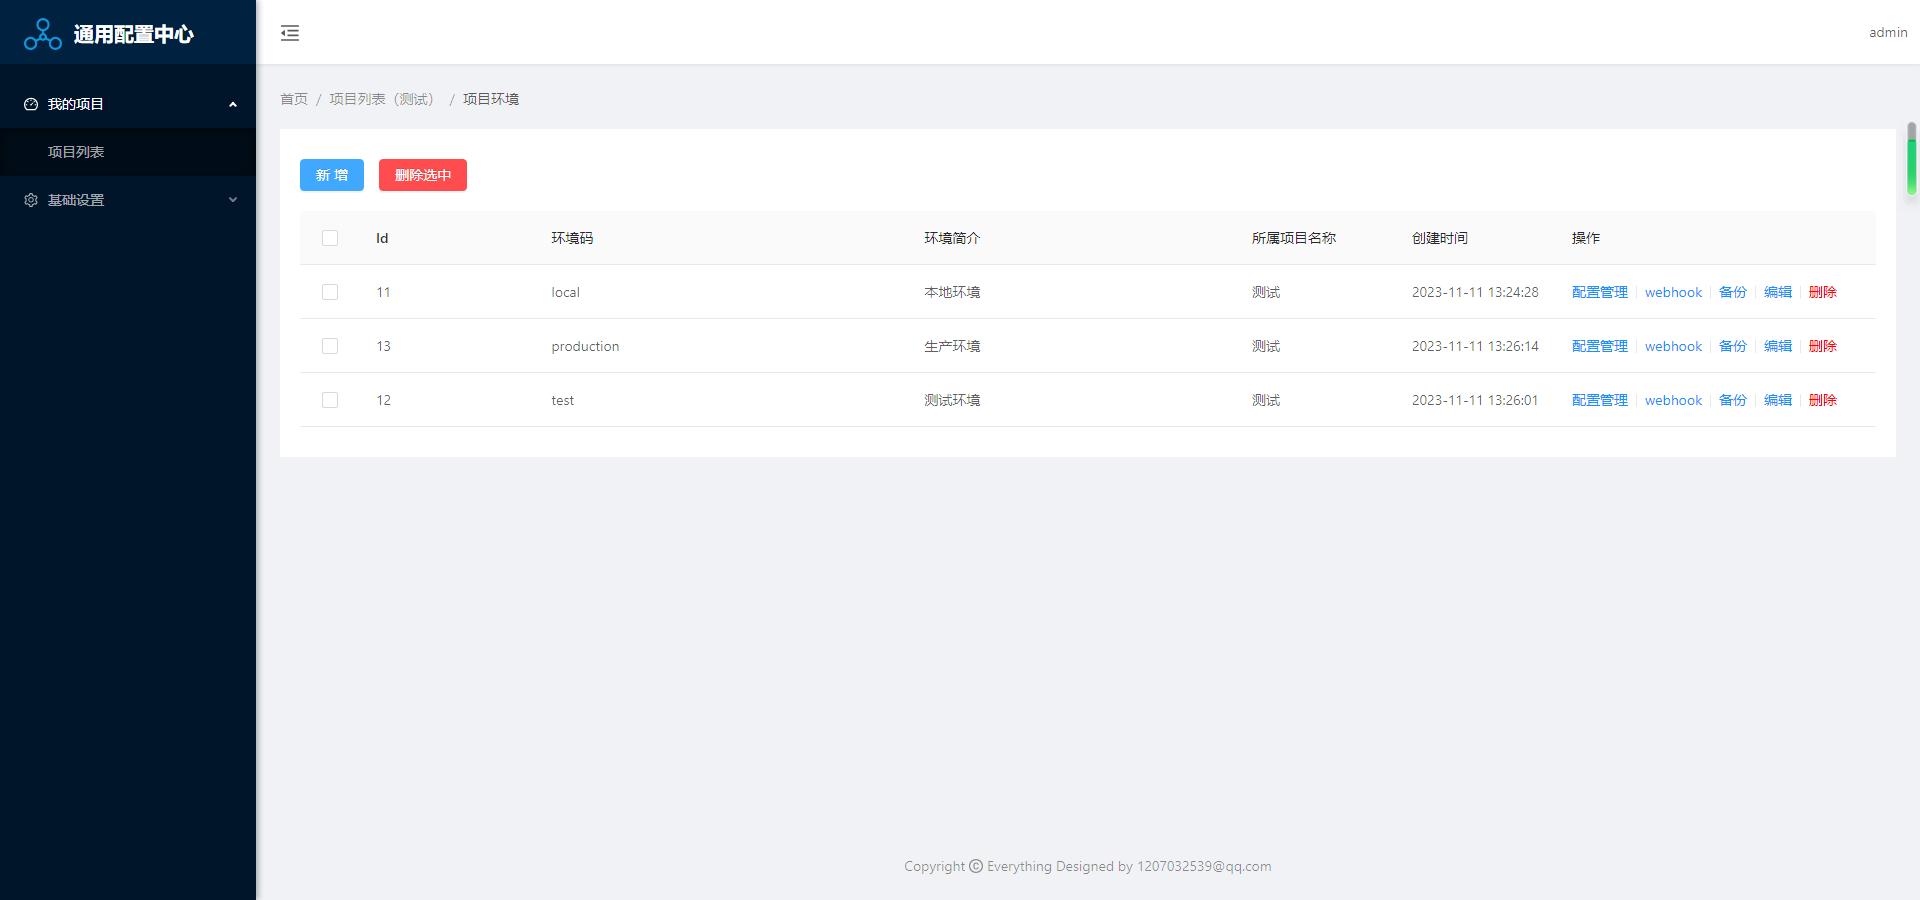 通用配置中心
admin
我的项目
项目列表
基础设置
首页 / 项目列表（测试） / 项目环境
新 增 删除选中
Id 环境码 环境简介 所属项目名称 创建时间 操作
11 local 本地环境 测试 2023-11-11 13:24:28 配置管理 webhook 备份 编辑 删除
13 production 生产环境 测试 2023-11-11 13:26:14 配置管理 webhook 备份 编辑 删除
12 test 测试环境 测试 2023-11-11 13:26:01 配置管理 webhook 备份 编辑 删除
Copyright © Everything Designed by 1207032539@qq.com